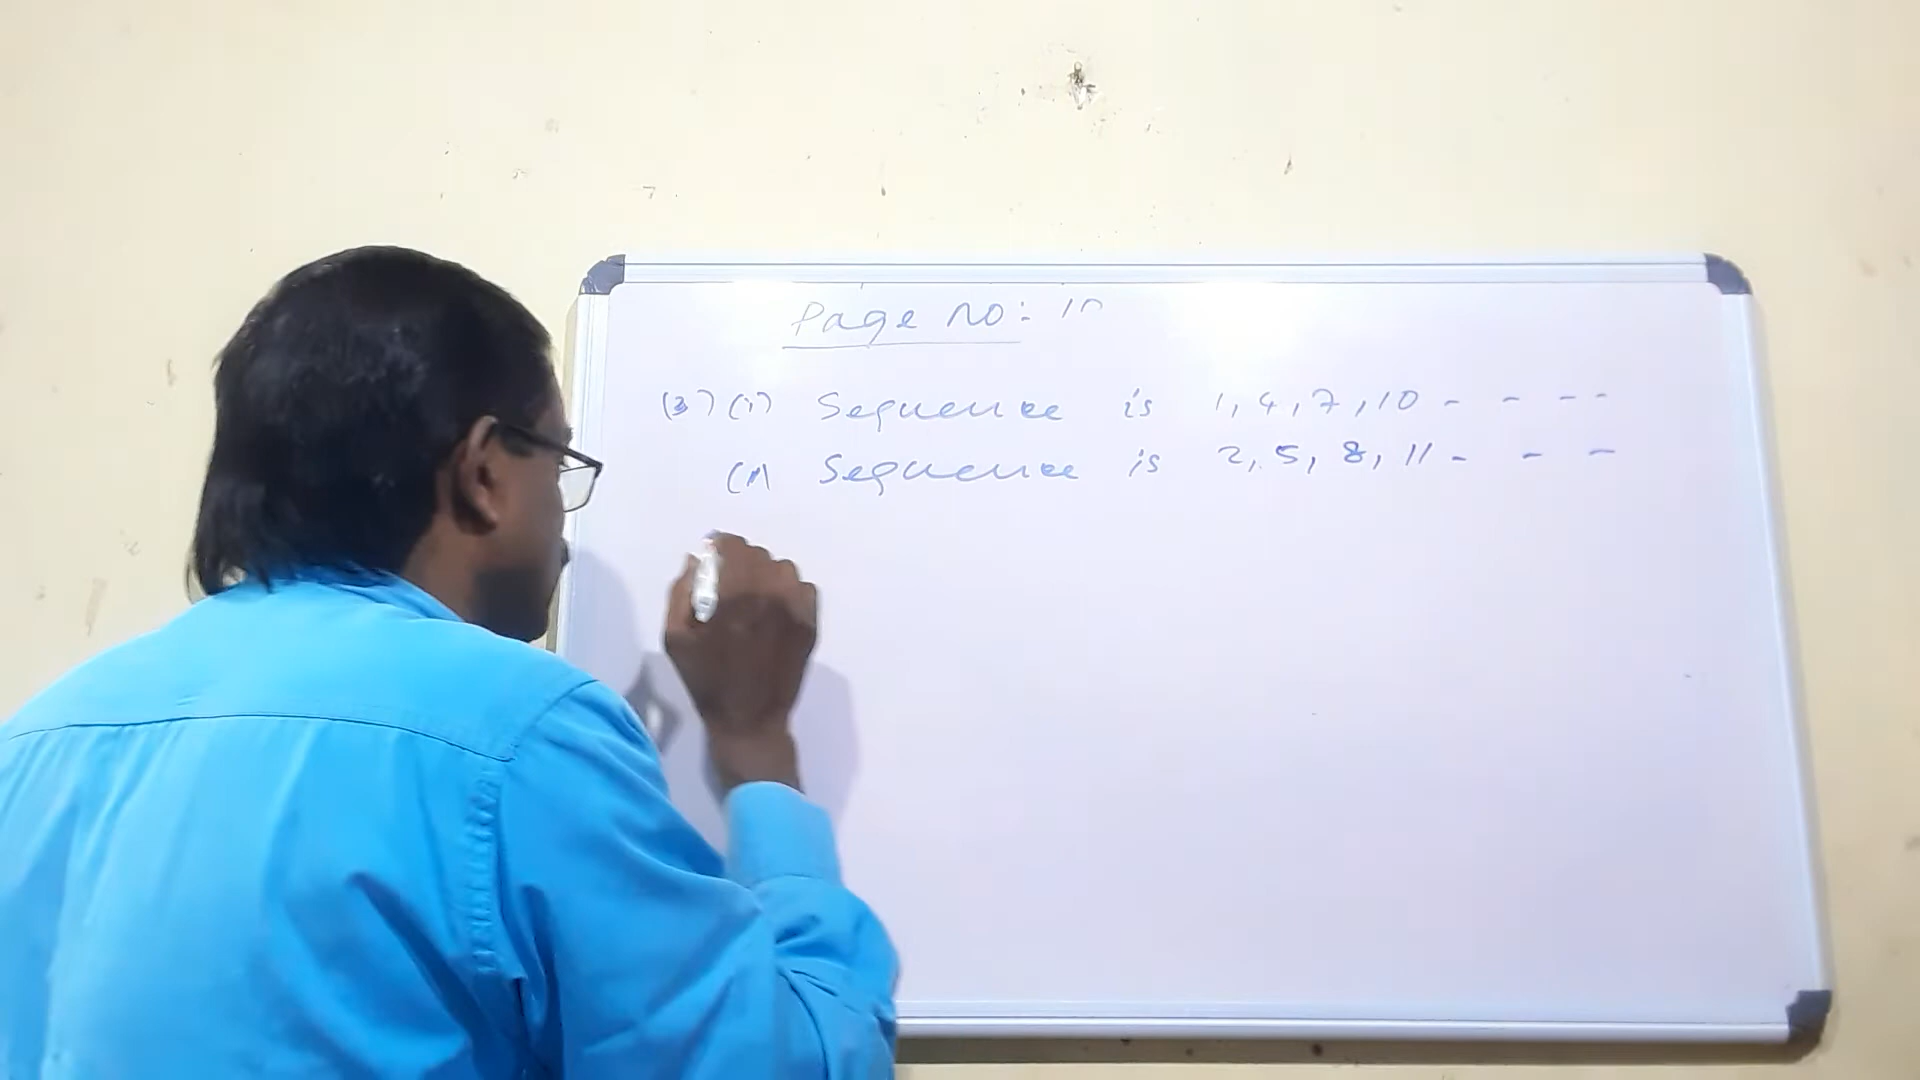 Page No: 10
(3) (i) Sequence is 1, 4, 7, 10 - - - -
(ii) Sequence is 2, 5, 8, 11 - - -